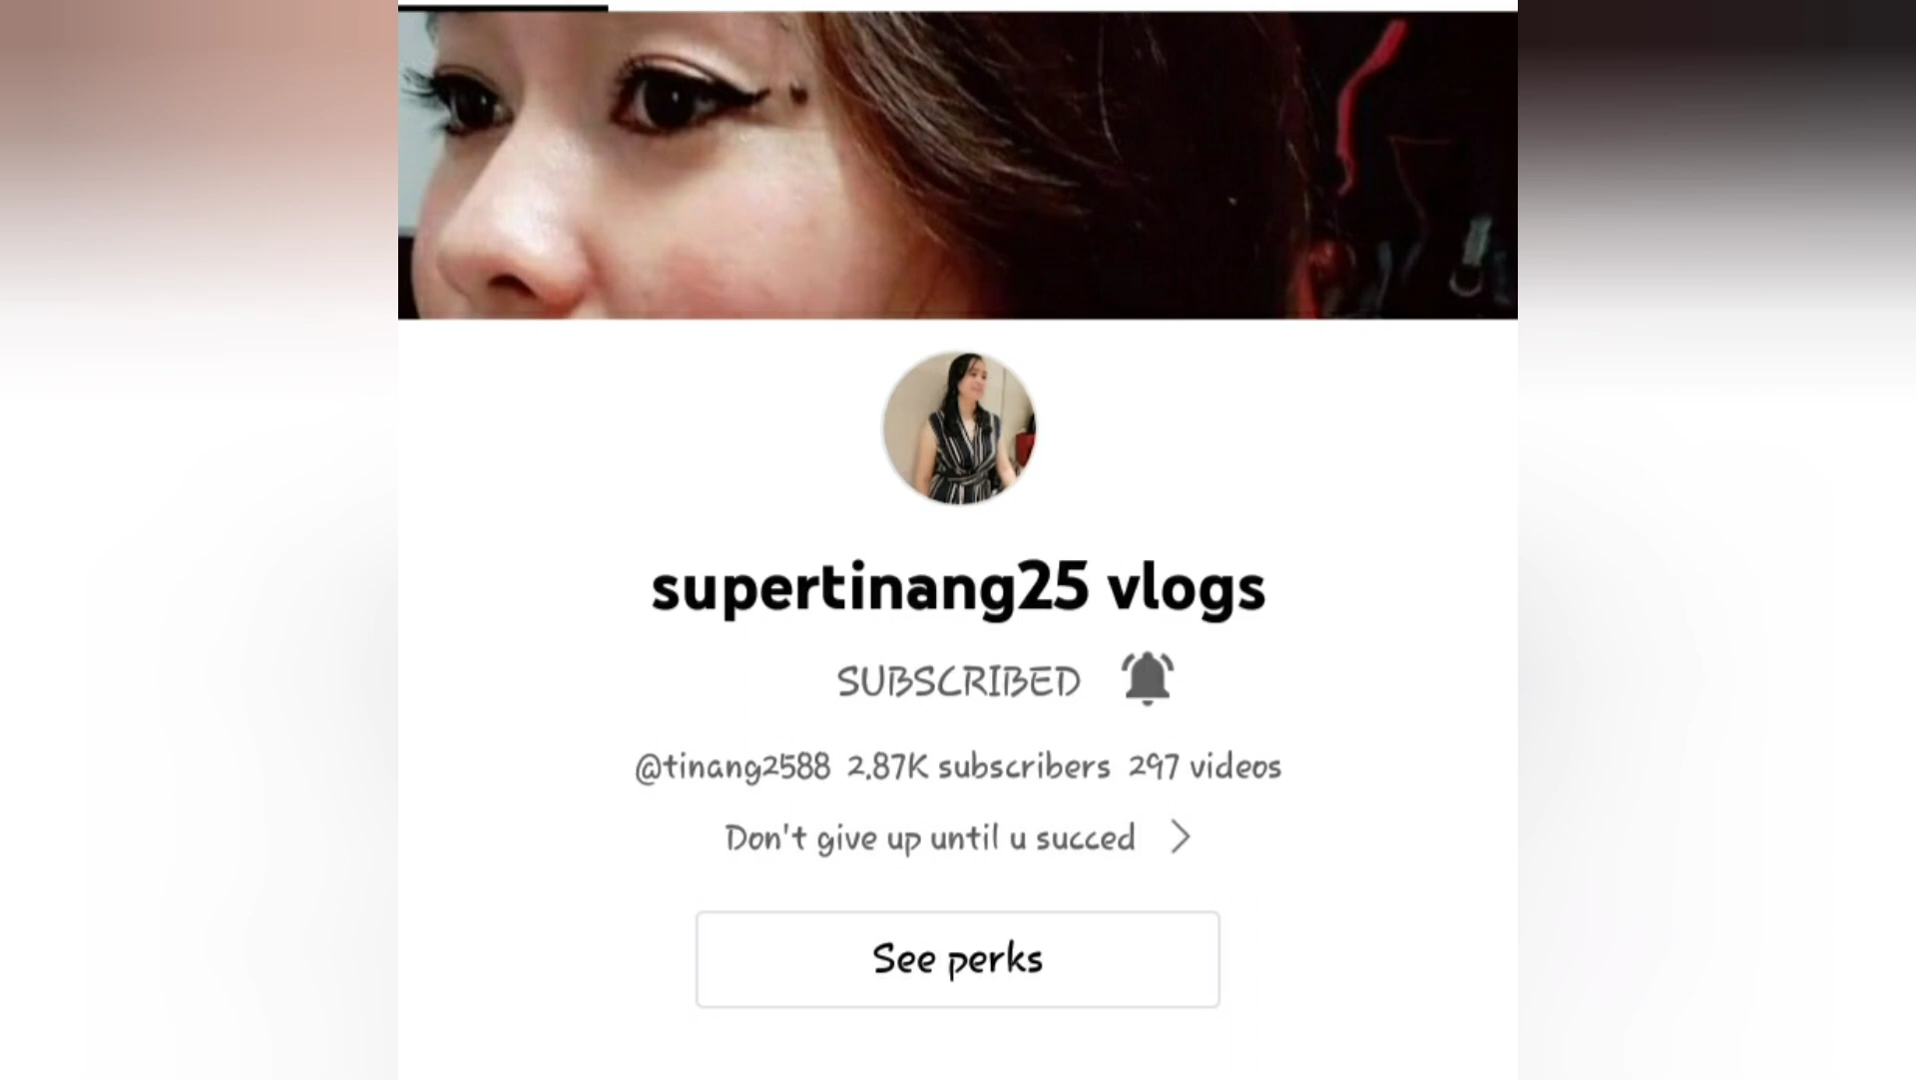 supertinang25 vlogs
SUBSCRIBED
@tinang2588 2.87K subscribers 297 videos
Don't give up until u succed
See perks